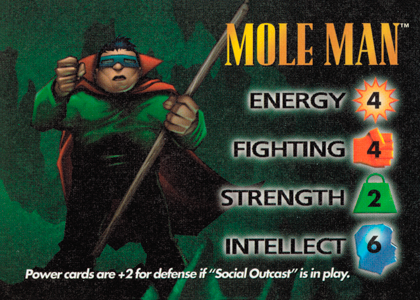 MOLE MAN™
ENERGY 4
FIGHTING 4
STRENGTH 2
INTELLECT 6
Power cards are +2 for defense if "Social Outcast" is in play.